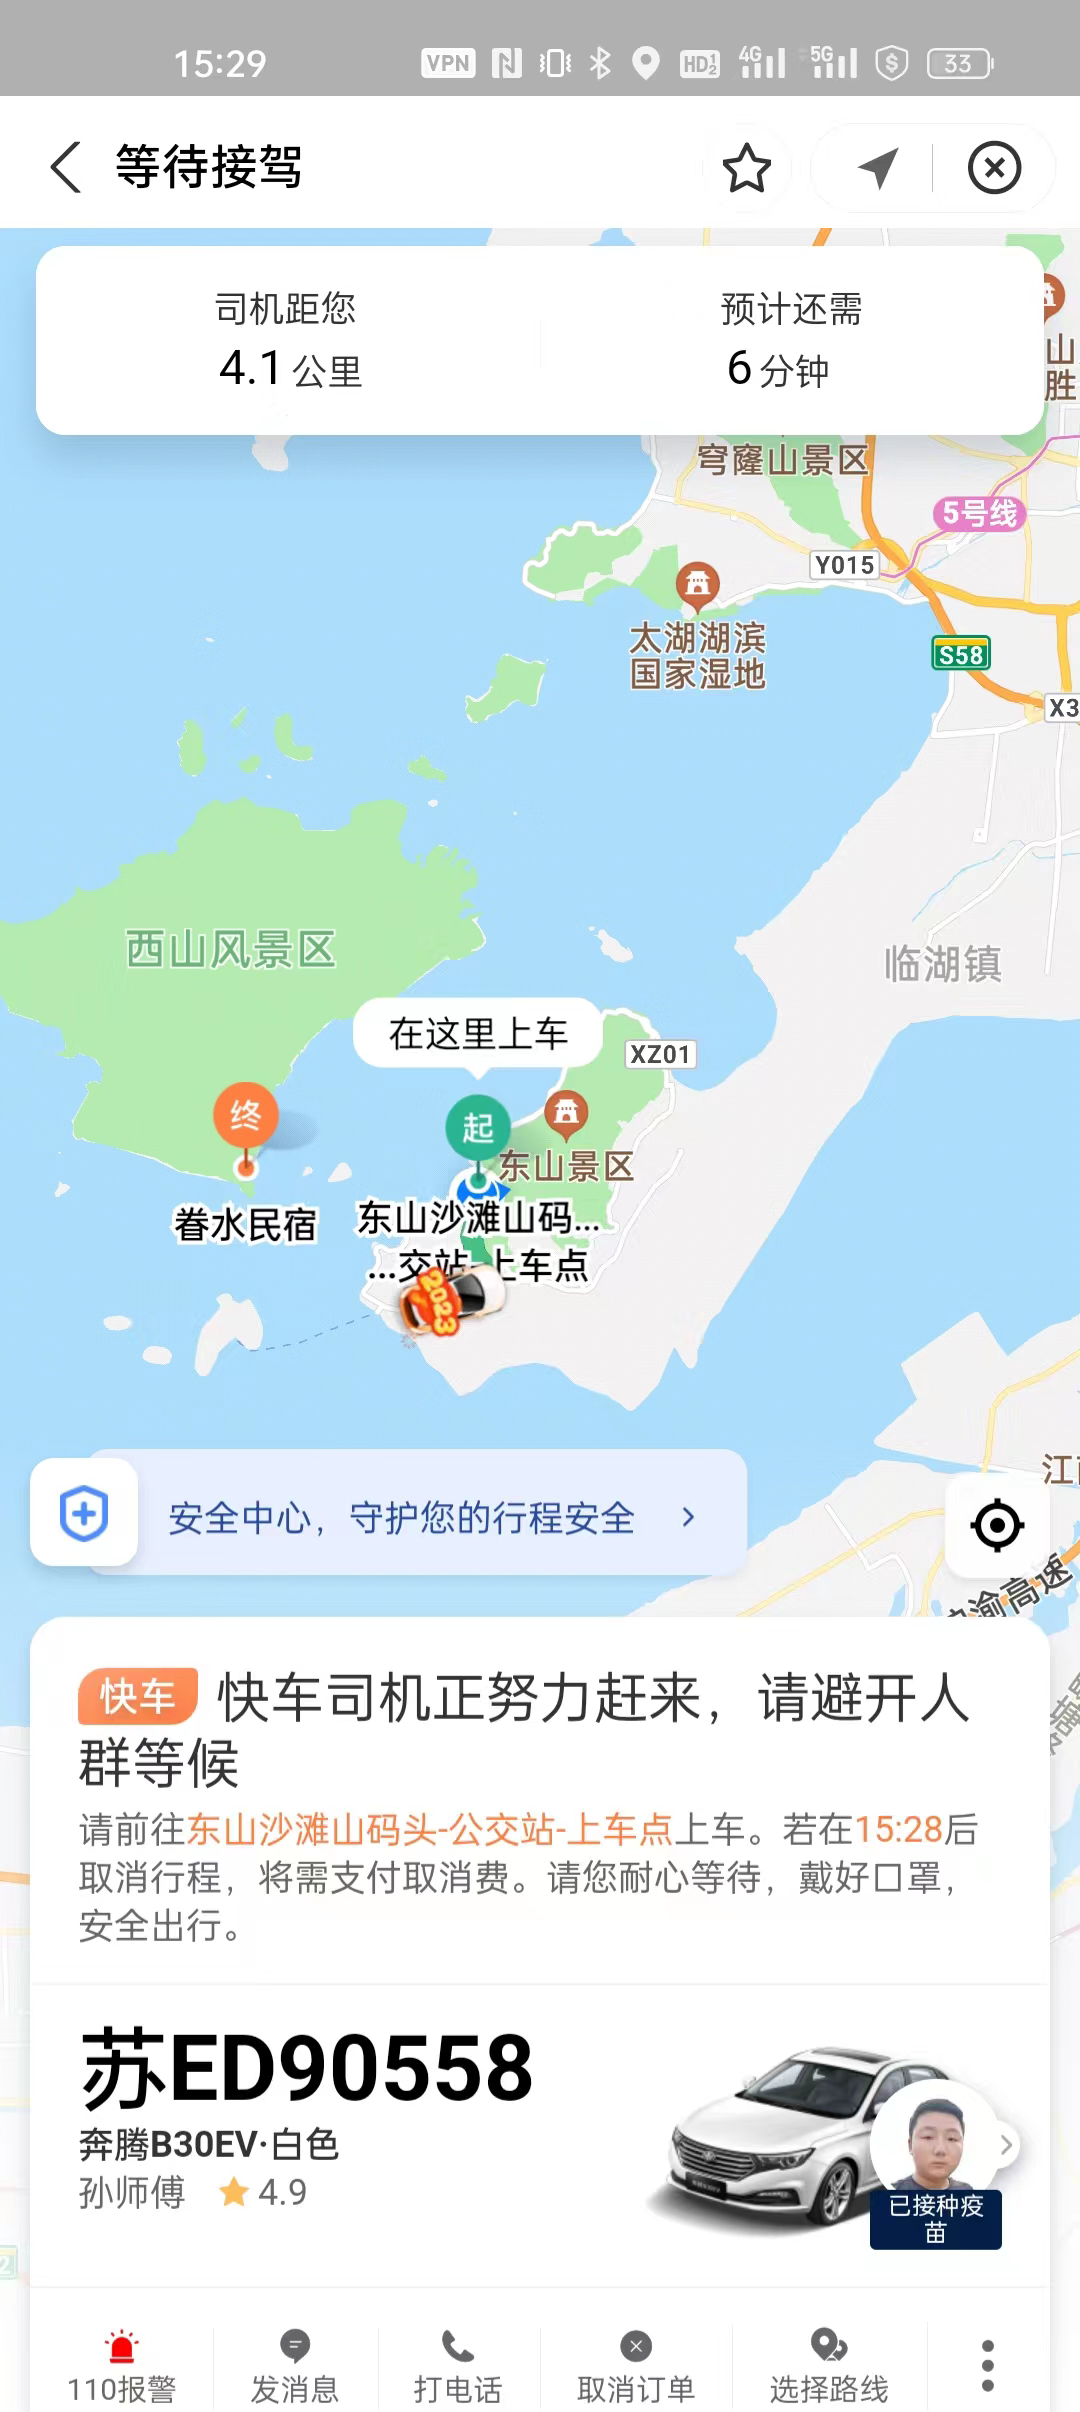 15:29
VPN
HD
4G
5G
33
等待接驾
司机距您
预计还需
4.1公里
6分钟
山
胜
穹窿山景区
5号线
Y015
太湖湖滨
国家湿地
S58
X3
西山风景区
临湖镇
在这里上车
XZ01
终
起
东山景区
眷水民宿
东山沙滩山码...
...交站-上车点
2023
江
安全中心，守护您的行程安全
渝高速
快车 快车司机正努力赶来，请避开人
群等候
请前往东山沙滩山码头-公交站-上车点上车。若在15:28后
取消行程，将需支付取消费。请您耐心等待，戴好口罩，
安全出行。
苏ED90558
奔腾B30EV·白色
孙师傅 4.9
已接种疫
苗
110报警
发消息
打电话
取消订单
选择路线